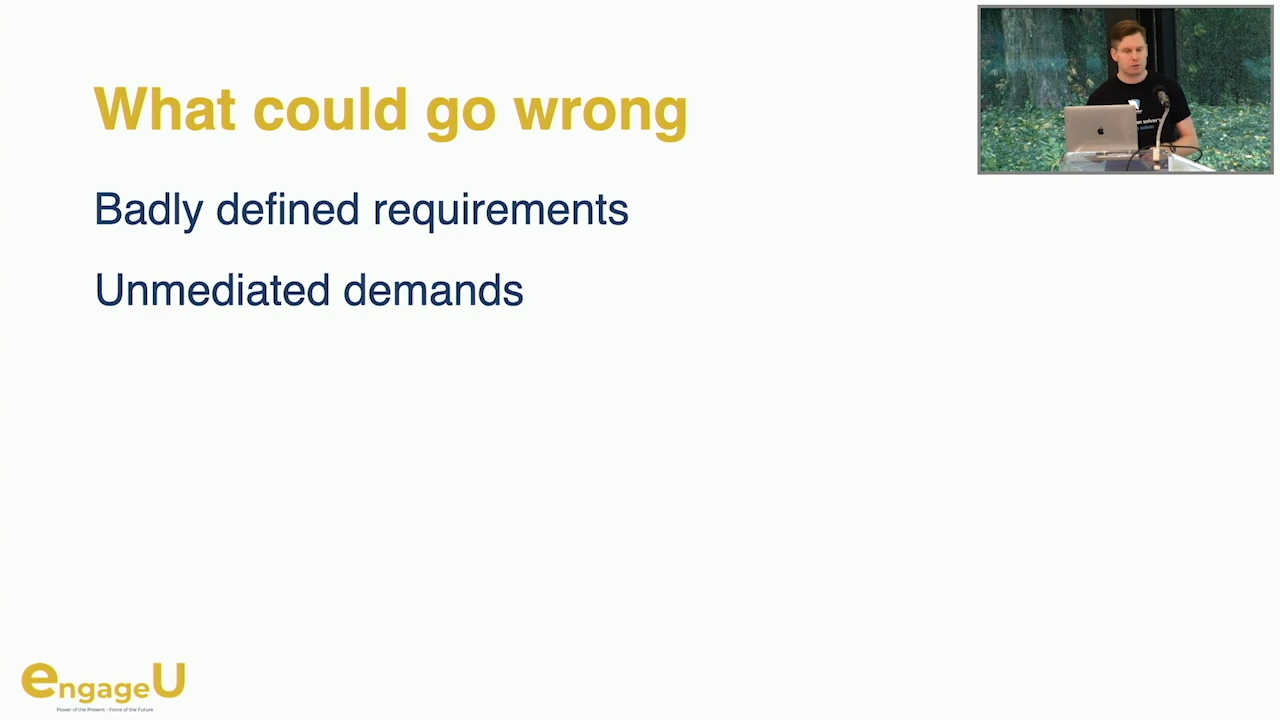 What could go wrong
Badly defined requirements
Unmediated demands
engageU
Power of the Present - Force of the Future